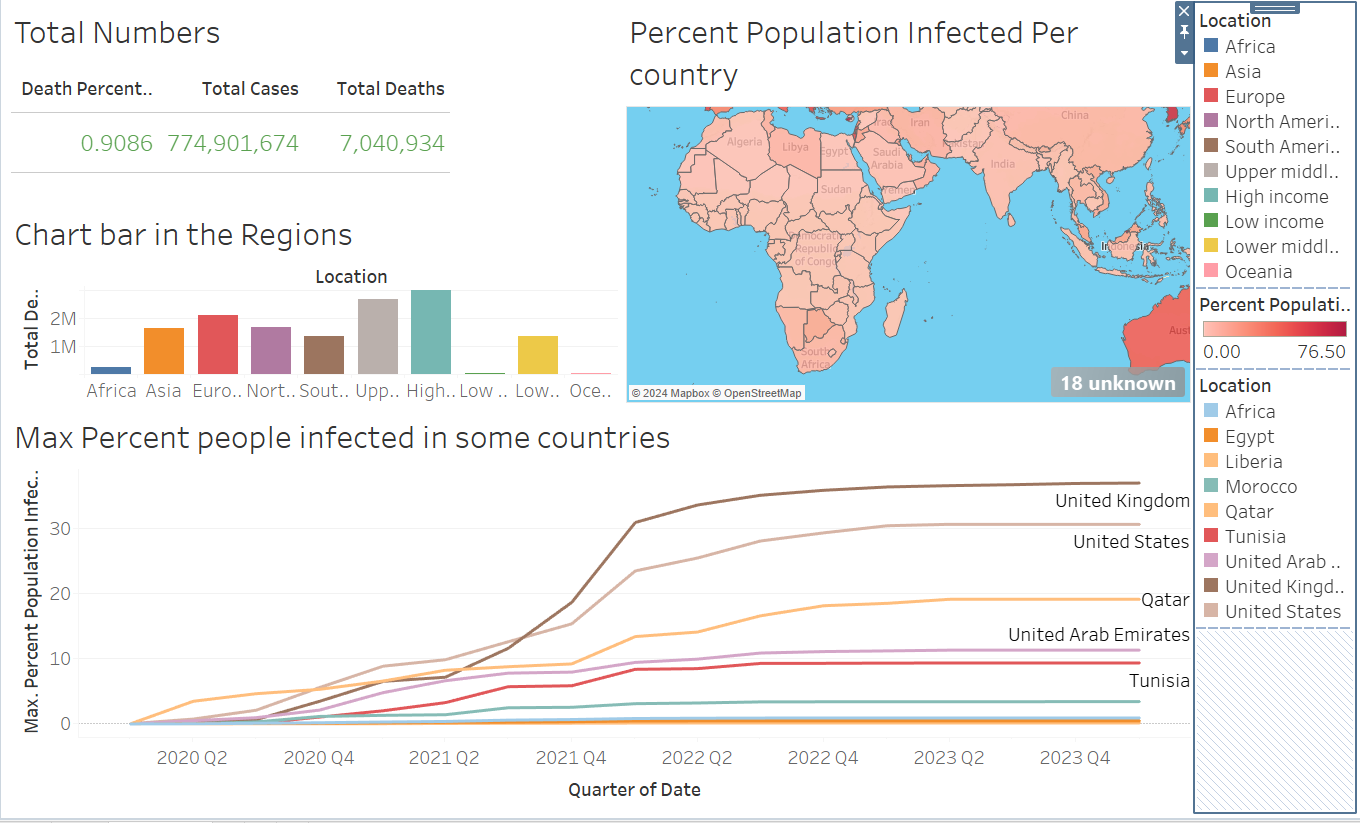 Total Numbers
Death Percent.. Total Cases Total Deaths
0.9086 774,901,674 7,040,934
Chart bar in the Regions
Location
Total De..
2M
1M
Africa Asia Euro.. Nort.. Sout.. Upp.. High.. Low .. Low.. Oce..
Percent Population Infected Per
country
China
Iraq Iran
Algeria Libya Egypt Pakistan
Saudi
Arabia
India
Sudan Yemen
Democratic
Republic
of Congo
Indonesia
South
Africa
Aust
18 unknown
© 2024 Mapbox © OpenStreetMap
Max Percent people infected in some countries
Max. Percent Population Infec..
30
20
10
0
United Kingdom
United States
Qatar
United Arab Emirates
Tunisia
2020 Q2 2020 Q4 2021 Q2 2021 Q4 2022 Q2 2022 Q4 2023 Q2 2023 Q4
Quarter of Date
Location
Africa
Asia
Europe
North Ameri..
South Ameri..
Upper middl..
High income
Low income
Lower middl..
Oceania
Percent Populati..
0.00 76.50
Location
Africa
Egypt
Liberia
Morocco
Qatar
Tunisia
United Arab ..
United Kingd..
United States